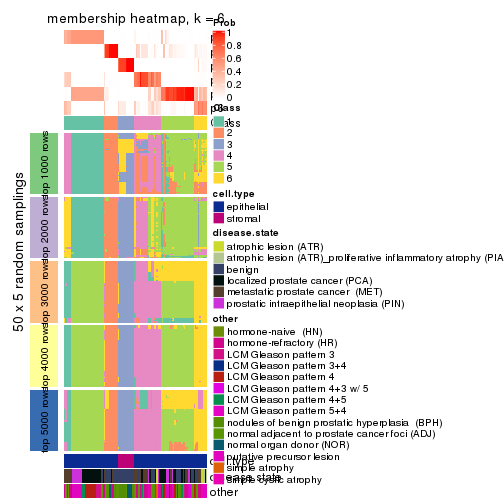 membership heatmap, k = 6
Prob
1
0.8
0.6
0.4
0.2
0
Class
1
2
3
4
5
6
cell.type
epithelial
stromal
disease.state
atrophic lesion (ATR)
atrophic lesion (ATR)_proliferative inflammatory atrophy (PIA
benign
localized prostate cancer (PCA)
metastatic prostate cancer (MET)
prostatic intraepithelial neoplasia (PIN)
other
hormone-naive (HN)
hormone-refractory (HR)
LCM Gleason pattern 3
LCM Gleason pattern 3+4
LCM Gleason pattern 4
LCM Gleason pattern 4+3 w/ 5
LCM Gleason pattern 4+5
LCM Gleason pattern 5+4
nodules of benign prostatic hyperplasia (BPH)
normal adjacent to prostate cancer foci (ADJ)
normal organ donor (NOR)
putative precursor lesion
simple atrophy
simple cystic atrophy
50 x 5 random samplings
top 1000 rows
top 2000 rows
top 3000 rows
top 4000 rows
top 5000 rows
other